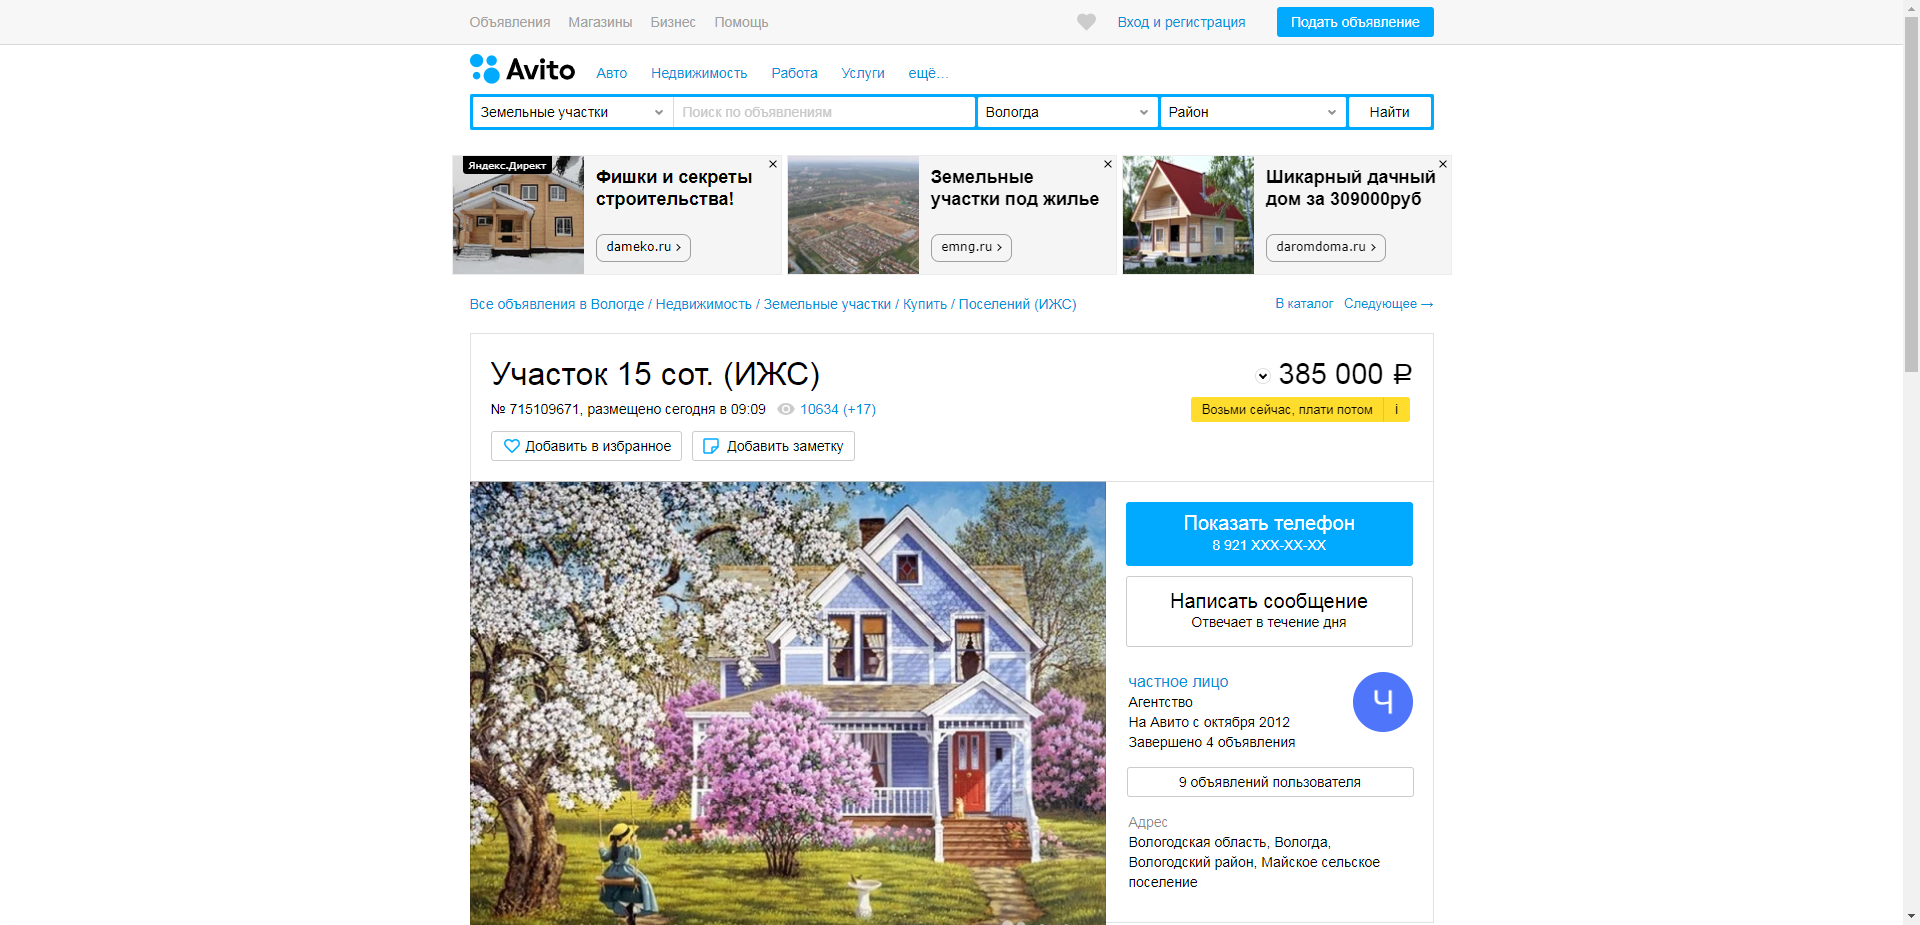 Объявления Магазины Бизнес Помощь Вход и регистрация Подать объявление
Avito Авто Недвижимость Работа Услуги ещё...
Земельные участки Поиск по объявлениям Вологда Район Найти
Яндекс.Директ
Фишки и секреты
строительства!
dameko.ru
Земельные
участки под жилье
emng.ru
Шикарный дачный
дом за 309000руб
daromdoma.ru
Все объявления в Вологде / Недвижимость / Земельные участки / Купить / Поселений (ИЖС) В каталог Следующее →
Участок 15 сот. (ИЖС) 385 000 ₽
№ 715109671, размещено сегодня в 09:09 10634 (+17) Возьми сейчас, плати потом i
Добавить в избранное Добавить заметку
Показать телефон
8 921 XXX-XX-XX
Написать сообщение
Отвечает в течение дня
частное лицо
Ч
Агентство
На Авито с октября 2012
Завершено 4 объявления
9 объявлений пользователя
Адрес
Вологодская область, Вологда,
Вологодский район, Майское сельское
поселение